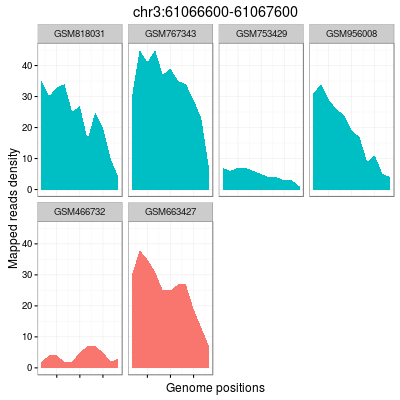 chr3:61066600-61067600
GSM818031 GSM767343 GSM753429 GSM956008
40
30
20
10
0
Mapped reads density
GSM466732 GSM663427
40
30
20
10
0
Genome positions